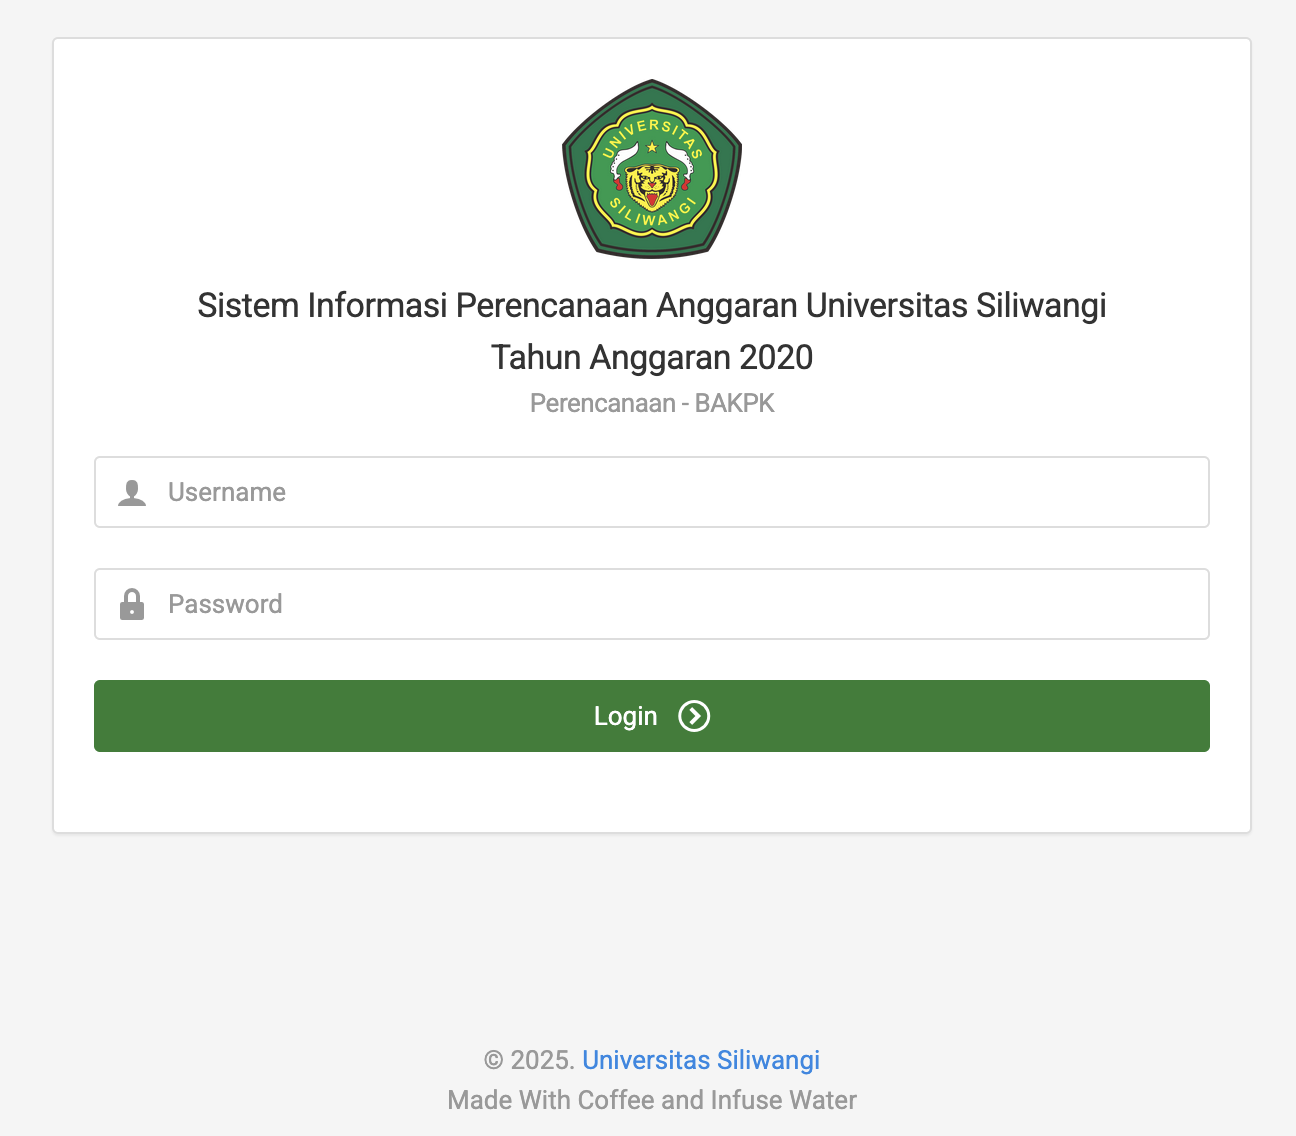 UNIVERSITAS
SILIWANGI
Sistem Informasi Perencanaan Anggaran Universitas Siliwangi
Tahun Anggaran 2020
Perencanaan - BAKPK
Username
Password
Login
© 2025. Universitas Siliwangi
Made With Coffee and Infuse Water